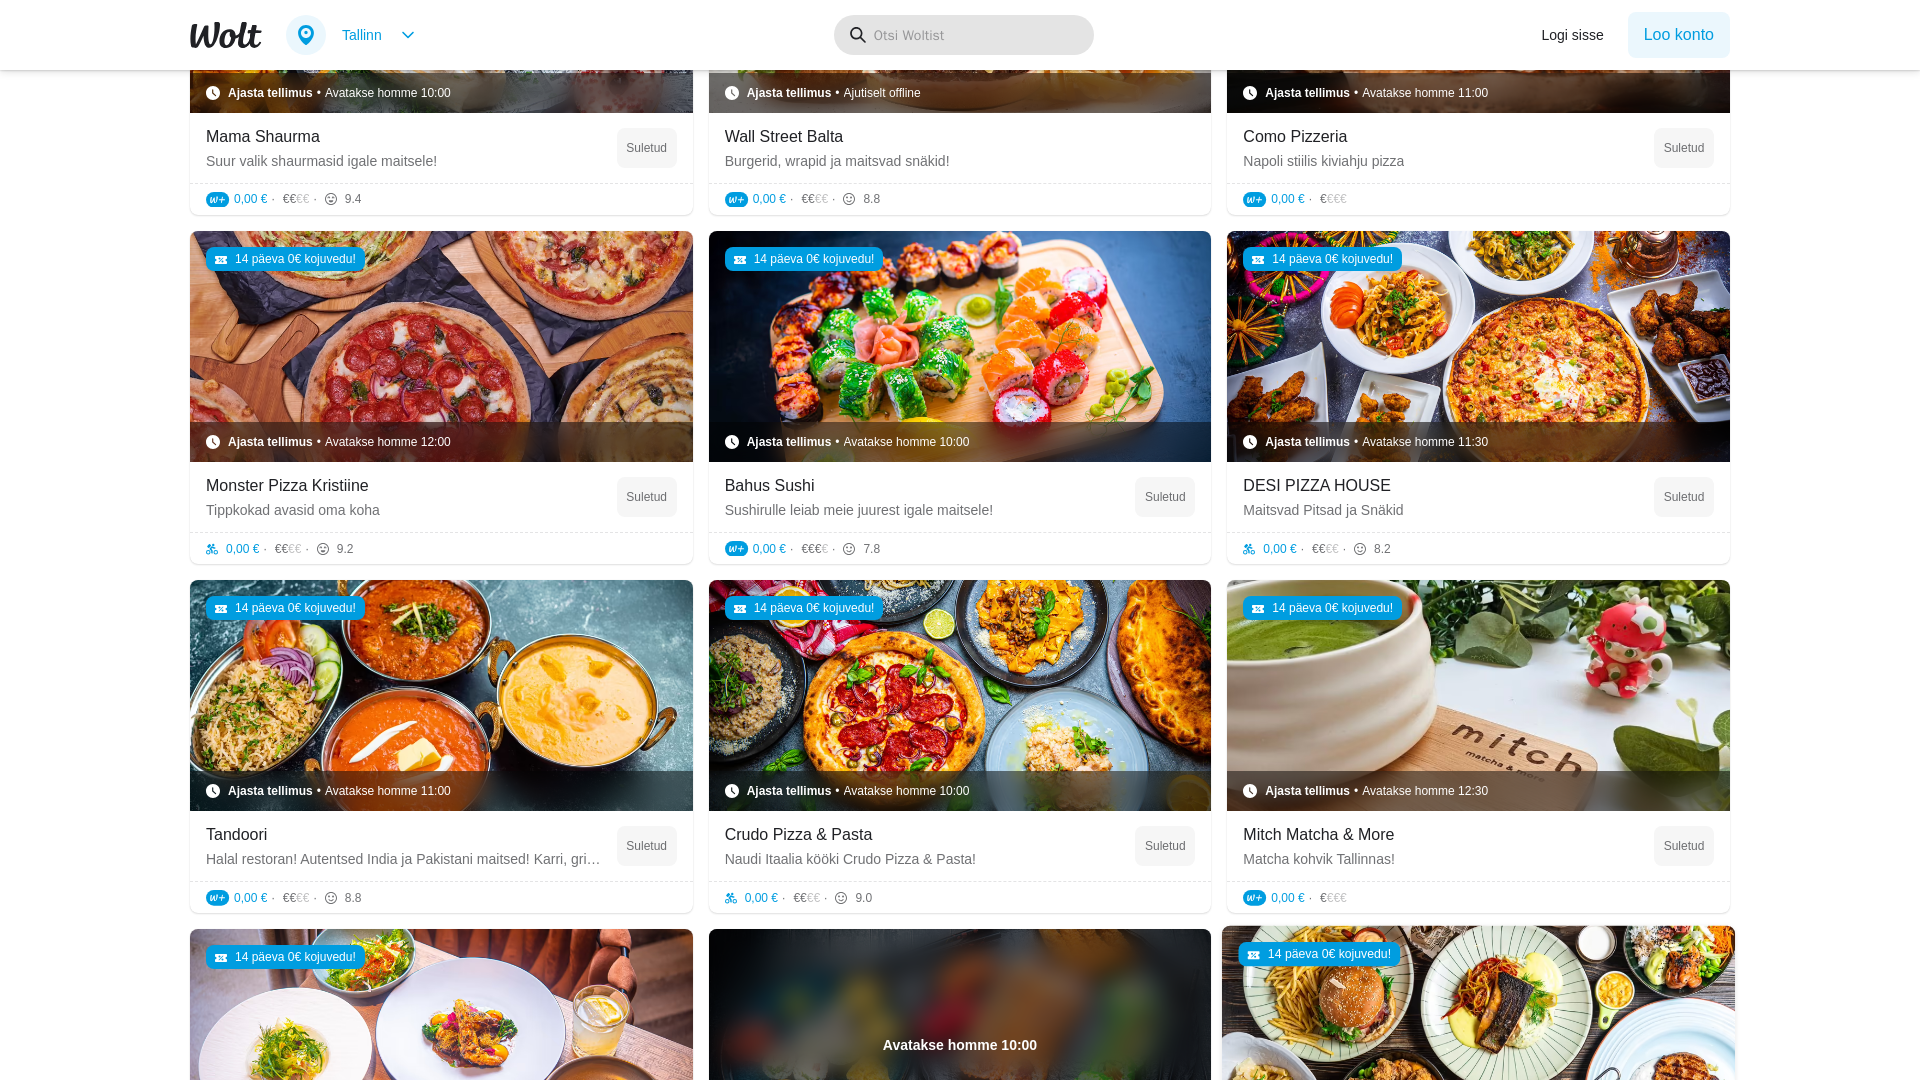 Wolt
Tallinn
Otsi Woltist
Logi sisse
Loo konto
Ajasta tellimus • Avatakse homme 10:00
Ajasta tellimus • Ajutiselt offline
Ajasta tellimus • Avatakse homme 11:00
Mama Shaurma
Suur valik shaurmasid igale maitsele!
Suletud
Wall Street Balta
Burgerid, wrapid ja maitsvad snäkid!
Como Pizzeria
Napoli stiilis kiviahju pizza
Suletud
W+ 0,00 € · €€€€ · 9.4
W+ 0,00 € · €€€€ · 8.8
W+ 0,00 € · €€€€
14 päeva 0€ kojuvedu!
14 päeva 0€ kojuvedu!
14 päeva 0€ kojuvedu!
Ajasta tellimus • Avatakse homme 12:00
Ajasta tellimus • Avatakse homme 10:00
Ajasta tellimus • Avatakse homme 11:30
Monster Pizza Kristiine
Tippkokad avasid oma koha
Suletud
Bahus Sushi
Sushirulle leiab meie juurest igale maitsele!
Suletud
DESI PIZZA HOUSE
Maitsvad Pitsad ja Snäkid
Suletud
0,00 € · €€€€ · 9.2
W+ 0,00 € · €€€€ · 7.8
0,00 € · €€€€ · 8.2
14 päeva 0€ kojuvedu!
14 päeva 0€ kojuvedu!
14 päeva 0€ kojuvedu!
mitch
matcha & more
Ajasta tellimus • Avatakse homme 11:00
Ajasta tellimus • Avatakse homme 10:00
Ajasta tellimus • Avatakse homme 12:30
Tandoori
Halal restoran! Autentsed India ja Pakistani maitsed! Karri, gri…
Suletud
Crudo Pizza & Pasta
Naudi Itaalia kööki Crudo Pizza & Pasta!
Suletud
Mitch Matcha & More
Matcha kohvik Tallinnas!
Suletud
W+ 0,00 € · €€€€ · 8.8
0,00 € · €€€€ · 9.0
W+ 0,00 € · €€€€
14 päeva 0€ kojuvedu!
14 päeva 0€ kojuvedu!
Avatakse homme 10:00